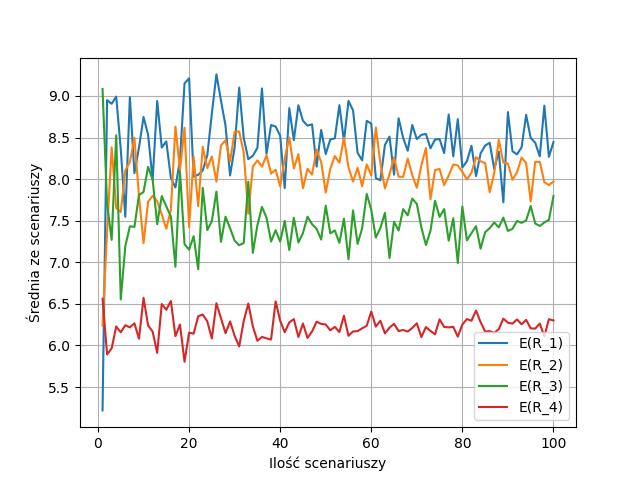 9.0
8.5
8.0
7.5
7.0
6.5
6.0
5.5
Średnia ze scenariuszy
0 20 40 60 80 100
Ilość scenariuszy
E(R_1)
E(R_2)
E(R_3)
E(R_4)